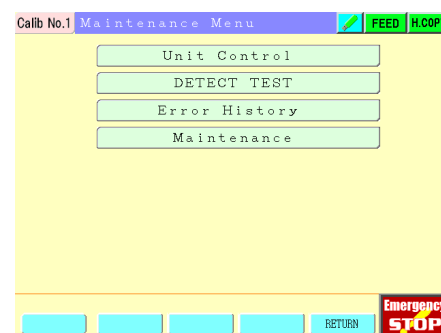 Calib No.1 Maintenance Menu FEED H.COP
Unit Control
DETECT TEST
Error History
Maintenance
RETURN
Emergency
STOP